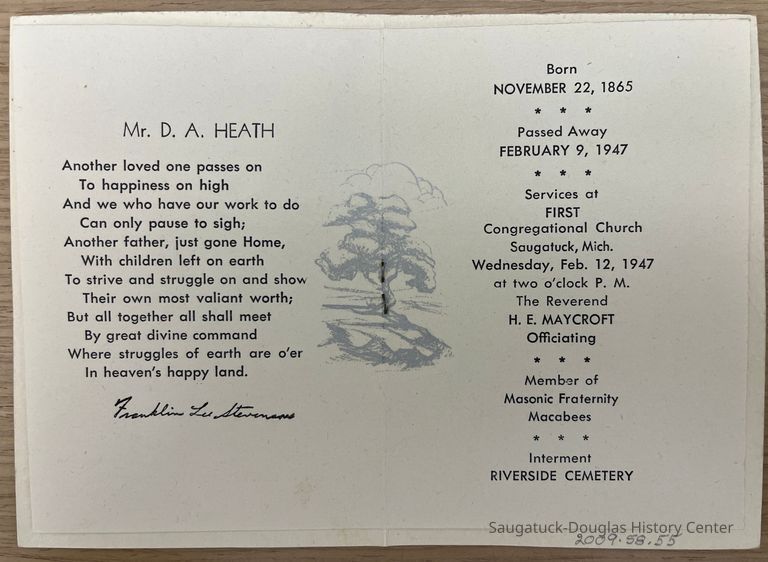 Mr. D. A. HEATH
Another loved one passes on
To happiness on high
And we who have our work to do
Can only pause to sigh;
Another father, just gone Home,
With children left on earth
To strive and struggle on and show
Their own most valiant worth;
But all together all shall meet
By great divine command
Where struggles of earth are o'er
In heaven's happy land.
Franklin Lee Stevenson
Born
NOVEMBER 22, 1865
* * *
Passed Away
FEBRUARY 9, 1947
* * *
Services at
FIRST
Congregational Church
Saugatuck, Mich.
Wednesday, Feb. 12, 1947
at two o'clock P. M.
The Reverend
H. E. MAYCROFT
Officiating
* * *
Member of
Masonic Fraternity
Macabees
* * *
Interment
RIVERSIDE CEMETERY
Saugatuck-Douglas History Center
2009.58.55